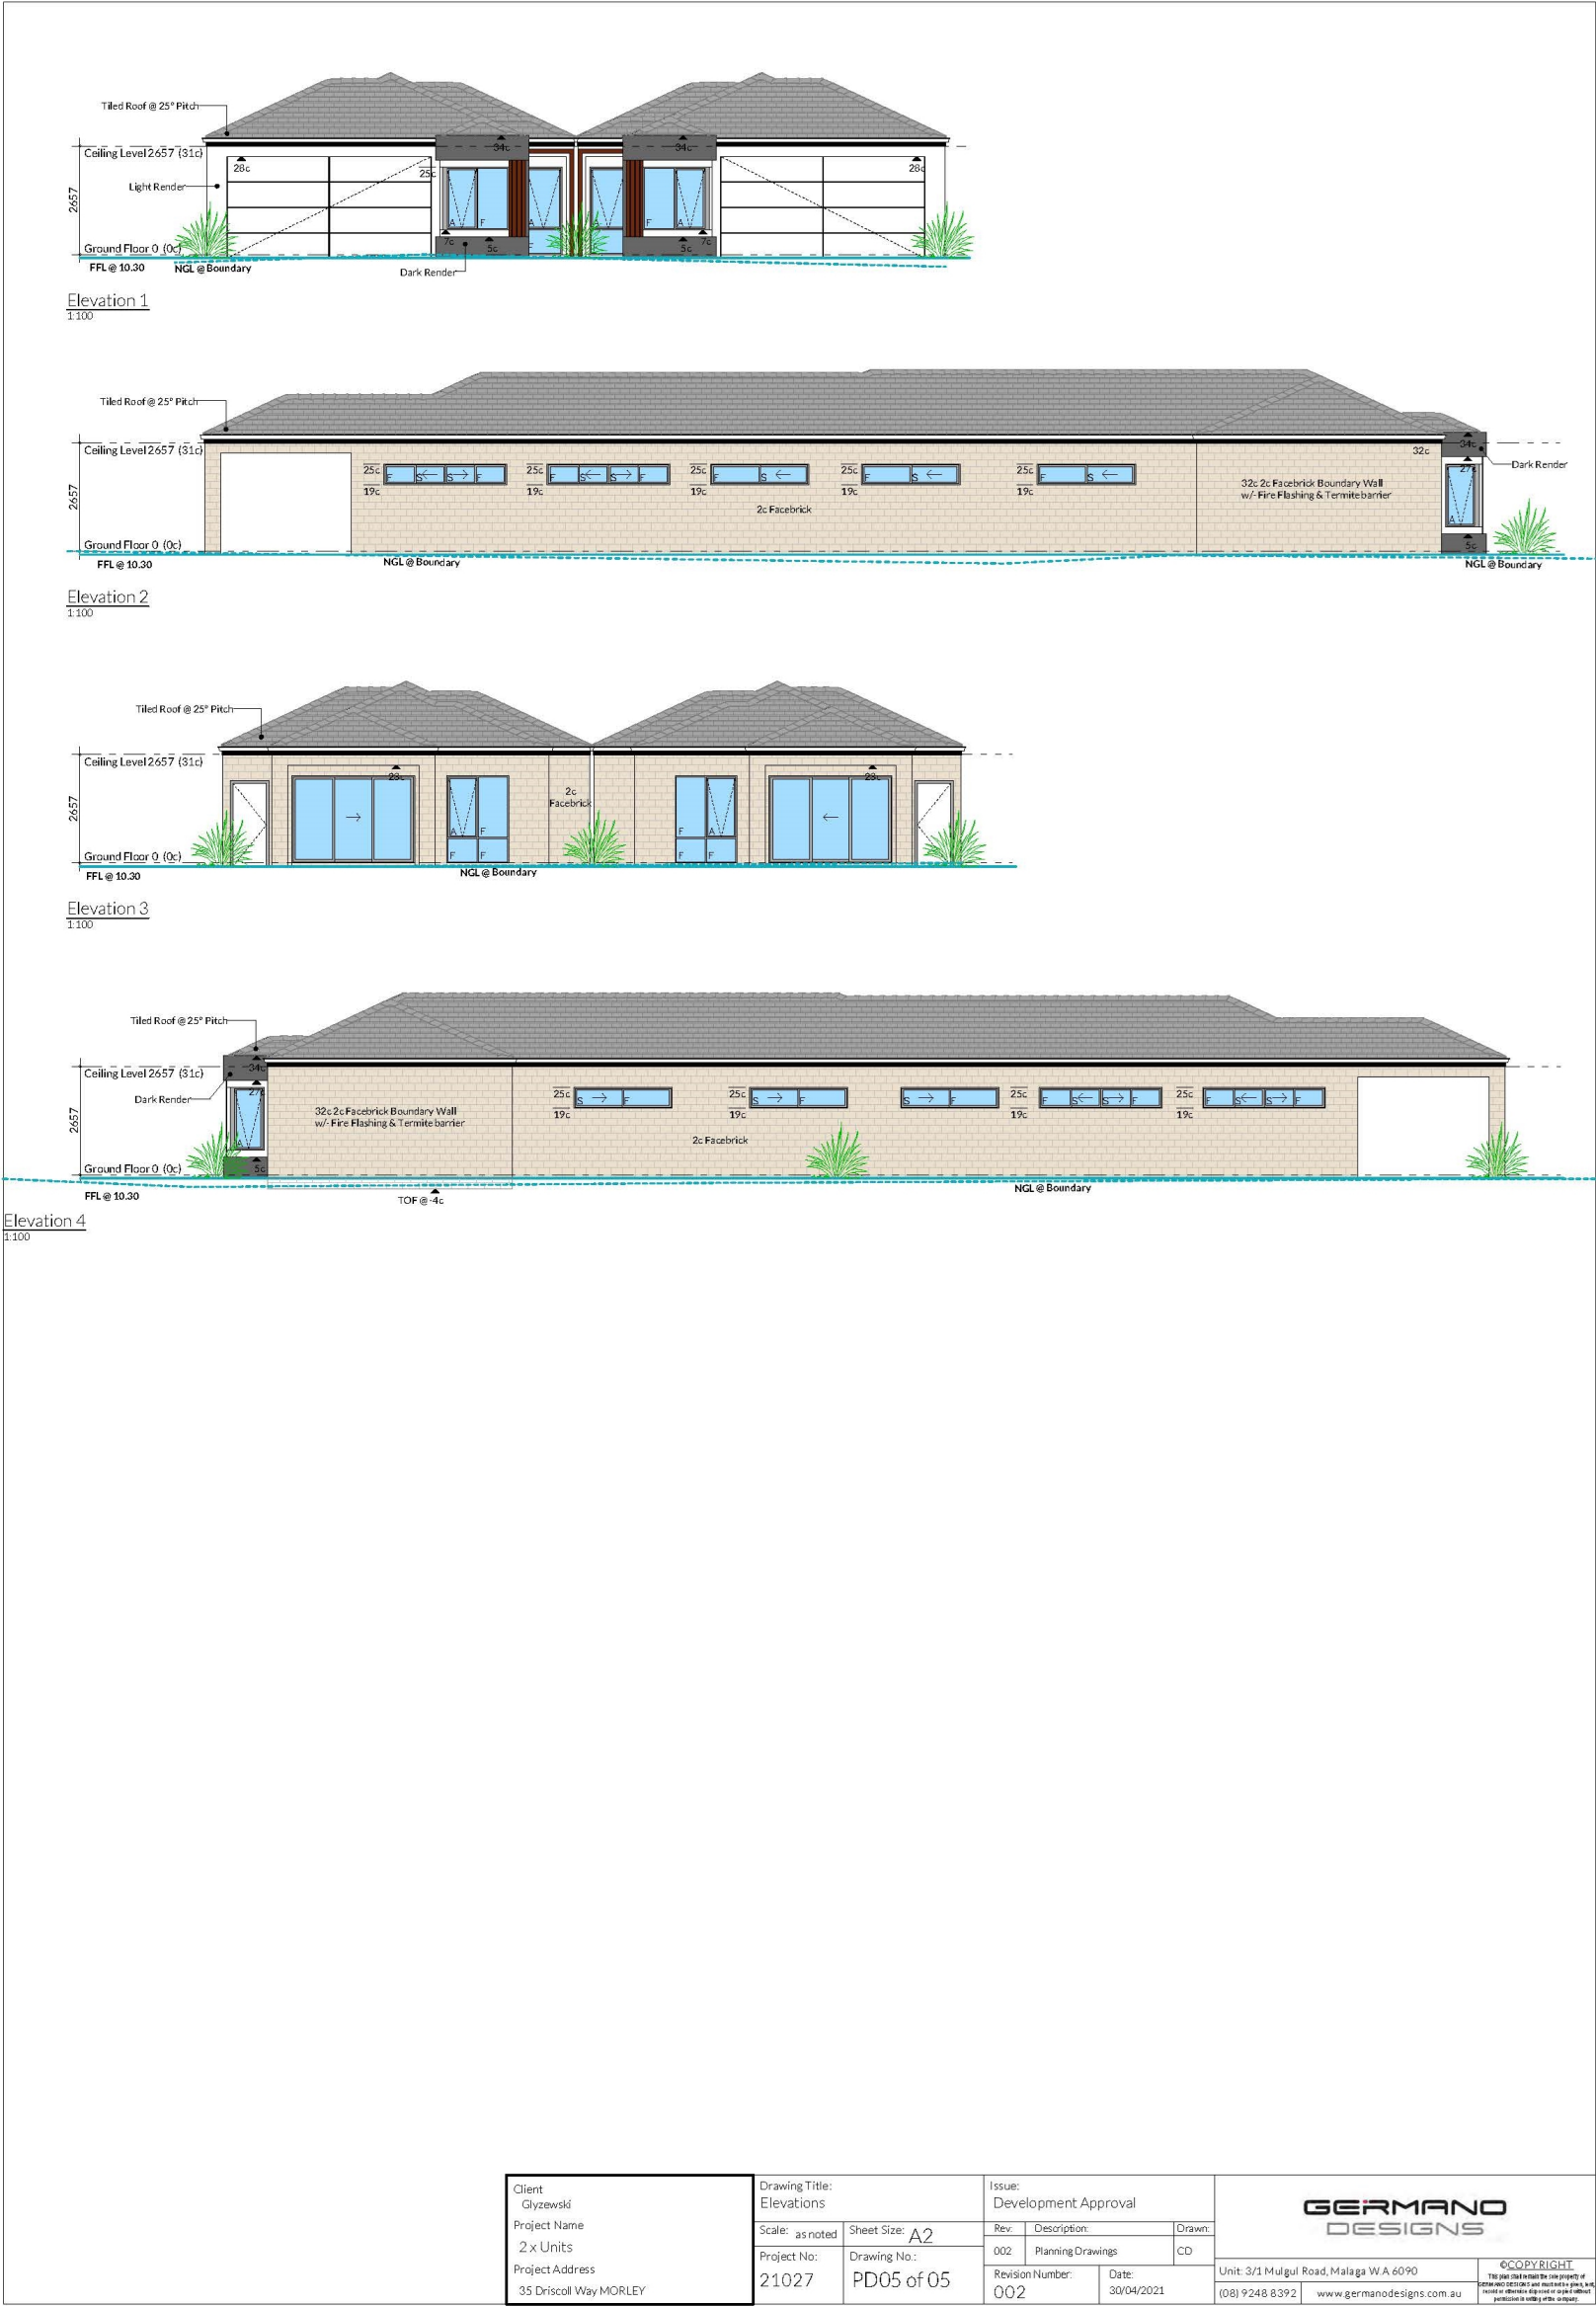 Tiled Roof @ 25° Pitch
34c
34c
Ceiling Level 2657 (31c)
28c
25c
28c
Light Render
2657
A
F
A
F
A
7c
5c
5c
7c
F
Ground Floor 0 (0c)
FFL @ 10.30
NGL @ Boundary
Dark Render
Elevation 1
1:100
Tiled Roof @ 25° Pitch
34c
Ceiling Level 2657 (31c)
32c
Dark Render
25c
F
S
S
F
25c
F
S
S
F
25c
F
S
25c
F
S
25c
F
S
27c
19c
19c
19c
19c
19c
2657
32c 2c Facebrick Boundary Wall
w/- Fire Flashing & Termite barrier
2c Facebrick
A
Ground Floor 0 (0c)
5c
FFL @ 10.30
NGL @ Boundary
NGL @ Boundary
Elevation 2
1:100
Tiled Roof @ 25° Pitch
Ceiling Level 2657 (31c)
28c
28c
2657
2c
Facebrick
A
F
F
A
F
F
F
F
Ground Floor 0 (0c)
FFL @ 10.30
NGL @ Boundary
Elevation 3
1:100
Tiled Roof @ 25° Pitch
34c
Ceiling Level 2657 (31c)
Dark Render
27c
25c
S
F
25c
S
F
S
F
25c
F
S
S
F
25c
F
S
S
F
19c
19c
19c
19c
2657
32c 2c Facebrick Boundary Wall
w/- Fire Flashing & Termite barrier
2c Facebrick
A
Ground Floor 0 (0c)
5c
FFL @ 10.30
TOF @ -4c
NGL @ Boundary
Elevation 4
1:100
Client
Glyzewski
Project Name
2 x Units
Project Address
35 Driscoll Way MORLEY
Drawing Title:
Elevations
Scale: as noted
Sheet Size: A2
Project No:
21027
Drawing No.:
PD05 of 05
Issue:
Development Approval
Rev:
Description:
Drawn:
002
Planning Drawings
CD
Revision Number:
002
Date:
30/04/2021
GERMANO
DESIGNS
Unit: 3/1 Mulgul Road, Malaga W.A 6090
(08) 9248 8392
www.germanodesigns.com.au
©COPYRIGHT